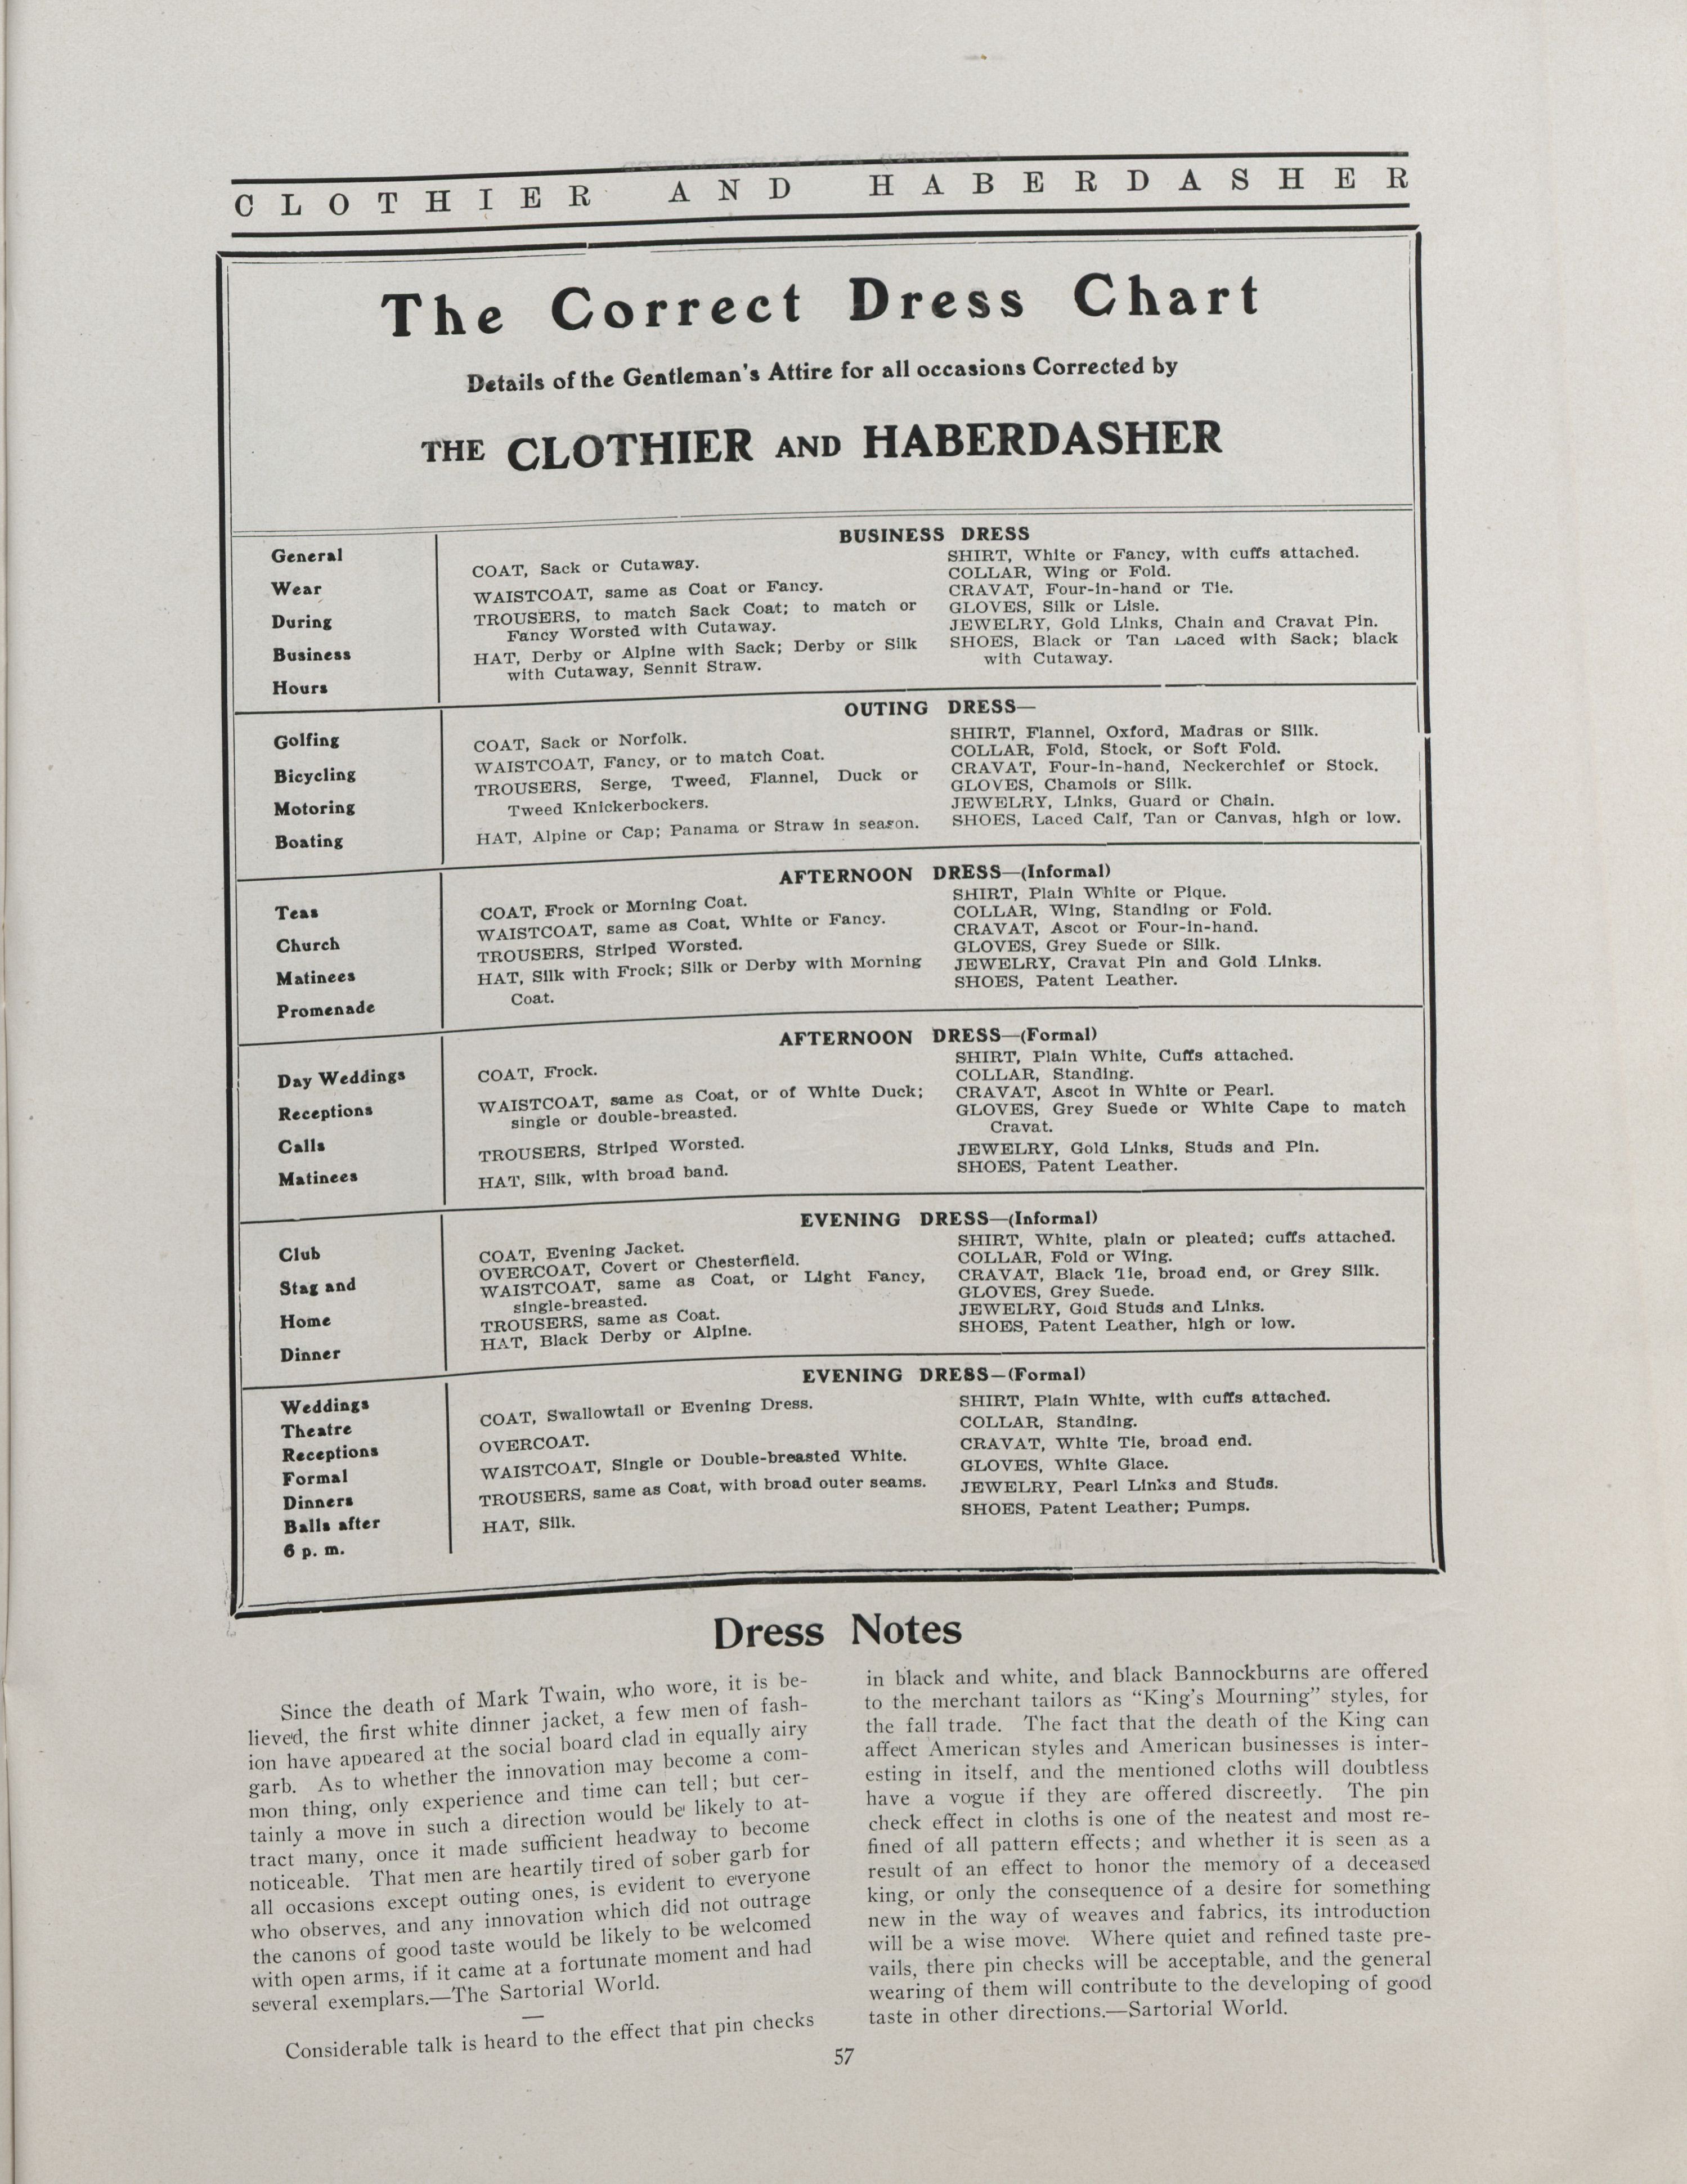 CLOTHIER AND HABERDASHER
The Correct Dress Chart
Details of the Gentleman's Attire for all occasions Corrected by
THE CLOTHIER AND HABERDASHER
BUSINESS DRESS
General
Wear
During
Business
Hours
COAT, Sack or Cutaway.
WAISTCOAT, same as Coat or Fancy.
TROUSERS, to match Sack Coat; to match or
Fancy Worsted with Cutaway.
HAT, Derby or Alpine with Sack; Derby or Silk
with Cutaway, Sennit Straw.
SHIRT, White or Fancy, with cuffs attached.
COLLAR, Wing or Fold.
CRAVAT, Four-in-hand or Tie.
GLOVES, Silk or Lisle.
JEWELRY, Gold Links, Chain and Cravat Pin.
SHOES, Black or Tan Laced with Sack; black
with Cutaway.
OUTING DRESS—
Golfing
Bicycling
Motoring
Boating
COAT, Sack or Norfolk.
WAISTCOAT, Fancy, or to match Coat.
TROUSERS, Serge, Tweed, Flannel, Duck or
Tweed Knickerbockers.
HAT, Alpine or Cap; Panama or Straw in season.
SHIRT, Flannel, Oxford, Madras or Silk.
COLLAR, Fold, Stock, or Soft Fold.
CRAVAT, Four-in-hand, Neckerchief or Stock.
GLOVES, Chamois or Silk.
JEWELRY, Links, Guard or Chain.
SHOES, Laced Calf, Tan or Canvas, high or low.
AFTERNOON DRESS—(Informal)
Teas
Church
Matinees
Promenade
COAT, Frock or Morning Coat.
WAISTCOAT, same as Coat, White or Fancy.
TROUSERS, Striped Worsted.
HAT, Silk with Frock; Silk or Derby with Morning
Coat.
SHIRT, Plain White or Pique.
COLLAR, Wing, Standing or Fold.
CRAVAT, Ascot or Four-in-hand.
GLOVES, Grey Suede or Silk.
JEWELRY, Cravat Pin and Gold Links.
SHOES, Patent Leather.
AFTERNOON DRESS—(Formal)
Day Weddings
Receptions
Calls
Matinees
COAT, Frock.
WAISTCOAT, same as Coat, or of White Duck;
single or double-breasted.
TROUSERS, Striped Worsted.
HAT, Silk, with broad band.
SHIRT, Plain White, Cuffs attached.
COLLAR, Standing.
CRAVAT, Ascot in White or Pearl.
GLOVES, Grey Suede or White Cape to match
Cravat.
JEWELRY, Gold Links, Studs and Pin.
SHOES, Patent Leather.
EVENING DRESS—(Informal)
Club
Stag and
Home
Dinner
COAT, Evening Jacket.
OVERCOAT, Covert or Chesterfield.
WAISTCOAT, same as Coat, or Light Fancy,
single-breasted.
TROUSERS, same as Coat.
HAT, Black Derby or Alpine.
SHIRT, White, plain or pleated; cuffs attached.
COLLAR, Fold or Wing.
CRAVAT, Black Tie, broad end, or Grey Silk.
GLOVES, Grey Suede.
JEWELRY, Gold Studs and Links.
SHOES, Patent Leather, high or low.
EVENING DRESS—(Formal)
Weddings
Theatre
Receptions
Formal
Dinners
Balls after
6 p. m.
COAT, Swallowtail or Evening Dress.
OVERCOAT.
WAISTCOAT, Single or Double-breasted White.
TROUSERS, same as Coat, with broad outer seams.
HAT, Silk.
SHIRT, Plain White, with cuffs attached.
COLLAR, Standing.
CRAVAT, White Tie, broad end.
GLOVES, White Glace.
JEWELRY, Pearl Links and Studs.
SHOES, Patent Leather; Pumps.
Dress Notes
Since the death of Mark Twain, who wore, it is be-
lieved, the first white dinner jacket, a few men of fash-
ion have appeared at the social board clad in equally airy
garb. As to whether the innovation may become a com-
mon thing, only experience and time can tell; but cer-
tainly a move in such a direction would be likely to at-
tract many, once it made sufficient headway to become
noticeable. That men are heartily tired of sober garb for
all occasions except outing ones, is evident to everyone
who observes, and any innovation which did not outrage
the canons of good taste would be likely to be welcomed
with open arms, if it came at a fortunate moment and had
several exemplars.—The Sartorial World.
Considerable talk is heard to the effect that pin checks
in black and white, and black Bannockburns are offered
to the merchant tailors as "King's Mourning" styles, for
the fall trade. The fact that the death of the King can
affect American styles and American businesses is inter-
esting in itself, and the mentioned cloths will doubtless
have a vogue if they are offered discreetly. The pin
check effect in cloths is one of the neatest and most re-
fined of all pattern effects; and whether it is seen as a
result of an effect to honor the memory of a deceased
king, or only the consequence of a desire for something
new in the way of weaves and fabrics, its introduction
will be a wise move. Where quiet and refined taste pre-
vails, there pin checks will be acceptable, and the general
wearing of them will contribute to the developing of good
taste in other directions.—Sartorial World.
57